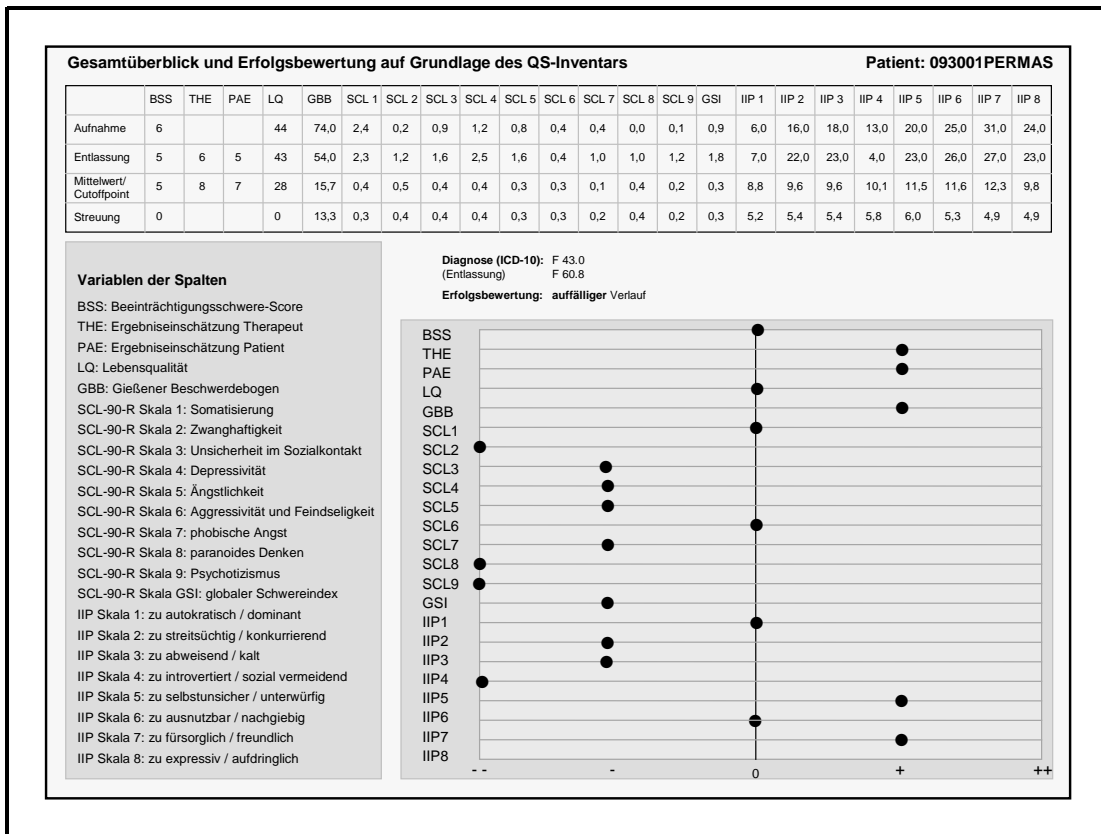 Gesamtüberblick und Erfolgsbewertung auf Grundlage des QS-Inventars Patient: 093001PERMAS
BSS THE PAE LQ GBB SCL 1 SCL 2 SCL 3 SCL 4 SCL 5 SCL 6 SCL 7 SCL 8 SCL 9 GSI IIP 1 IIP 2 IIP 3 IIP 4 IIP 5 IIP 6 IIP 7 IIP 8
Aufnahme 6 44 74,0 2,4 0,2 0,9 1,2 0,8 0,4 0,4 0,0 0,1 0,9 6,0 16,0 18,0 13,0 20,0 25,0 31,0 24,0
Entlassung 5 6 5 43 54,0 2,3 1,2 1,6 2,5 1,6 0,4 1,0 1,0 1,2 1,8 7,0 22,0 23,0 4,0 23,0 26,0 27,0 23,0
Mittelwert/
Cutoffpoint 5 8 7 28 15,7 0,4 0,5 0,4 0,4 0,3 0,3 0,1 0,4 0,2 0,3 8,8 9,6 9,6 10,1 11,5 11,6 12,3 9,8
Streuung 0 0 13,3 0,3 0,4 0,4 0,4 0,3 0,3 0,2 0,4 0,2 0,3 5,2 5,4 5,4 5,8 6,0 5,3 4,9 4,9
Variablen der Spalten
BSS: Beeinträchtigungsschwere-Score
THE: Ergebniseinschätzung Therapeut
PAE: Ergebniseinschätzung Patient
LQ: Lebensqualität
GBB: Gießener Beschwerdebogen
SCL-90-R Skala 1: Somatisierung
SCL-90-R Skala 2: Zwanghaftigkeit
SCL-90-R Skala 3: Unsicherheit im Sozialkontakt
SCL-90-R Skala 4: Depressivität
SCL-90-R Skala 5: Ängstlichkeit
SCL-90-R Skala 6: Aggressivität und Feindseligkeit
SCL-90-R Skala 7: phobische Angst
SCL-90-R Skala 8: paranoides Denken
SCL-90-R Skala 9: Psychotizismus
SCL-90-R Skala GSI: globaler Schwereindex
IIP Skala 1: zu autokratisch / dominant
IIP Skala 2: zu streitsüchtig / konkurrierend
IIP Skala 3: zu abweisend / kalt
IIP Skala 4: zu introvertiert / sozial vermeidend
IIP Skala 5: zu selbstunsicher / unterwürfig
IIP Skala 6: zu ausnutzbar / nachgiebig
IIP Skala 7: zu fürsorglich / freundlich
IIP Skala 8: zu expressiv / aufdringlich
Diagnose (ICD-10): F 43.0
(Entlassung) F 60.8
Erfolgsbewertung: auffälliger Verlauf
BSS
THE
PAE
LQ
GBB
SCL1
SCL2
SCL3
SCL4
SCL5
SCL6
SCL7
SCL8
SCL9
GSI
IIP1
IIP2
IIP3
IIP4
IIP5
IIP6
IIP7
IIP8
- - - 0 + ++